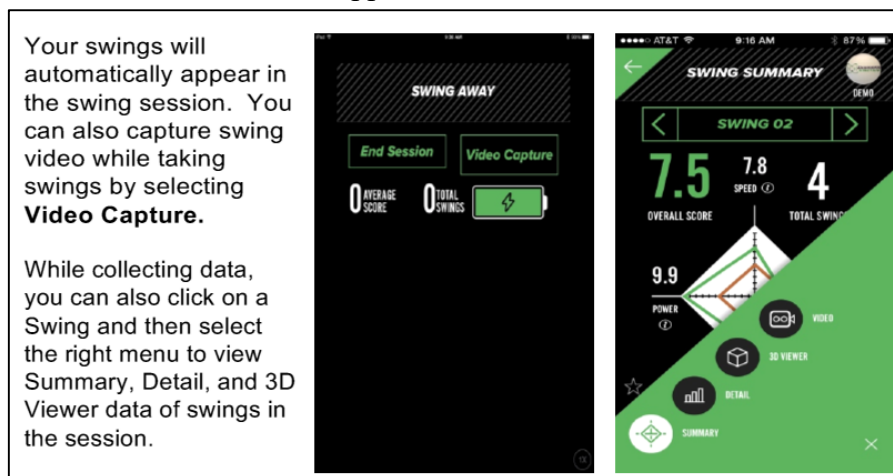 Your swings will
automatically appear in
the swing session.  You
can also capture swing
video while taking
swings by selecting
Video Capture.
While collecting data,
you can also click on a
Swing and then select
the right menu to view
Summary, Detail, and 3D
Viewer data of swings in
the session.
SWING AWAY
End Session
Video Capture
0 AVERAGE SCORE
0 TOTAL SWINGS
AT&T 9:16 AM 87%
SWING SUMMARY
DEMO
SWING 02
7.5
OVERALL SCORE
7.8
SPEED
4
TOTAL
9.9
POWER
VIDEO
3D VIEWER
DETAIL
SUMMARY